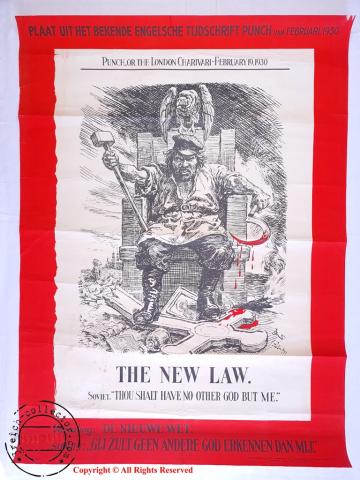 PLAAT UIT HET BEKENDE ENGELSCHE TIJDSCHRIFT PUNCH VAN FEBRUARI 1930
PUNCH, OR THE LONDON CHARIVARI.-FEBRUARY 19, 1930
THE NEW LAW.
SOVIET. "THOU SHALT HAVE NO OTHER GOD BUT ME."
DE NIEUWE WET.
"GIJ ZULT GEEN ANDERE GOD ERKENNEN DAN MIJ."
Copyright © All Rights Reserved